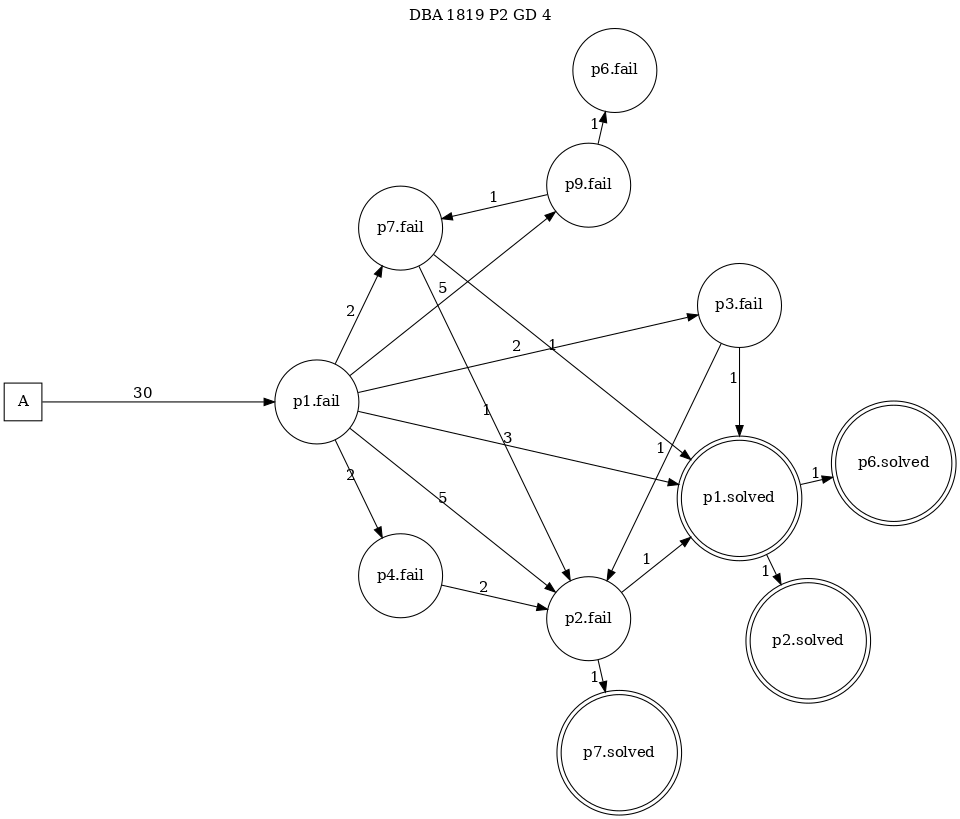 DBA 1819 P2 GD 4
p6.fail
1
p9.fail
1
p7.fail
5
2
p3.fail
2
1
1
A
30
p1.fail
1
3
1
p6.solved
1
p1.solved
2
5
1
1
p4.fail
2
p2.fail
p2.solved
1
p7.solved